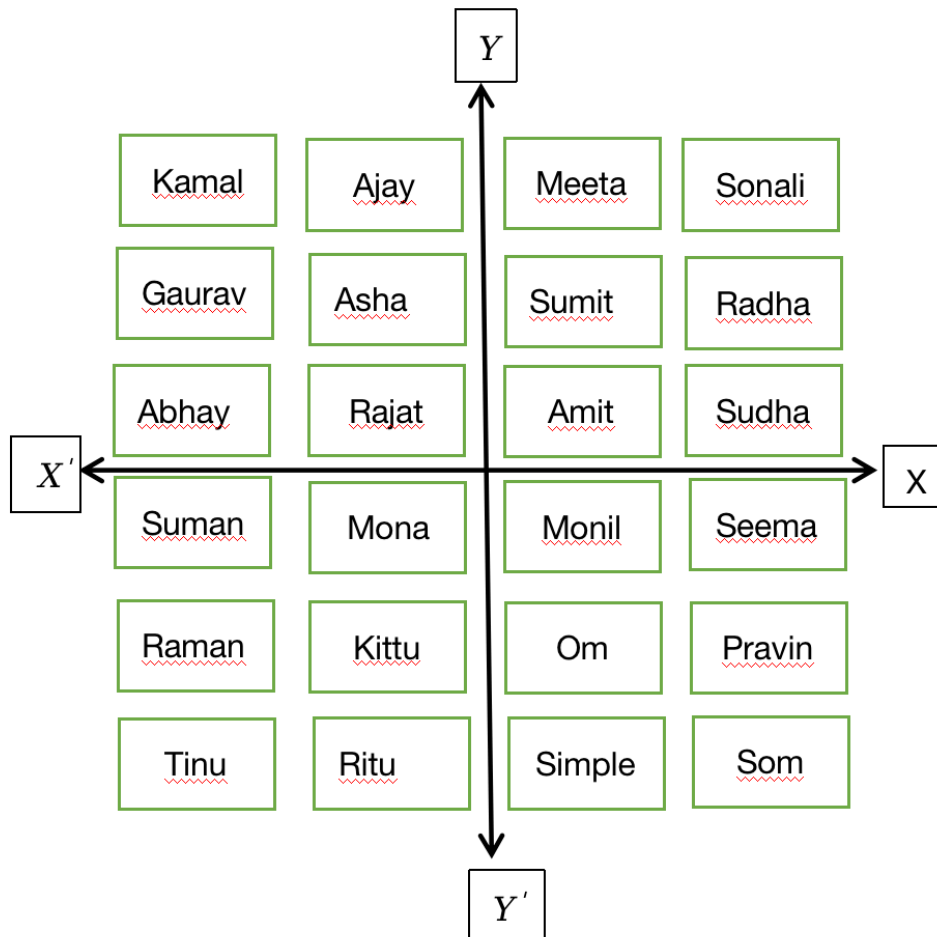 Y
Kamal Ajay Meeta Sonali
Gaurav Asha Sumit Radha
Abhay Rajat Amit Sudha
X' X
Suman Mona Monil Seema
Raman Kittu Om Pravin
Tinu Ritu Simple Som
Y'